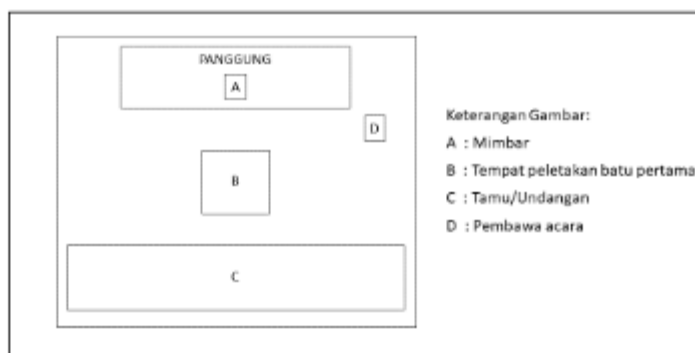 PANGGUNG
A
D
B
C
Keterangan Gambar:
A : Mimbar
B : Tempat peletakan batu pertama
C : Tamu/Undangan
D : Pembawa acara